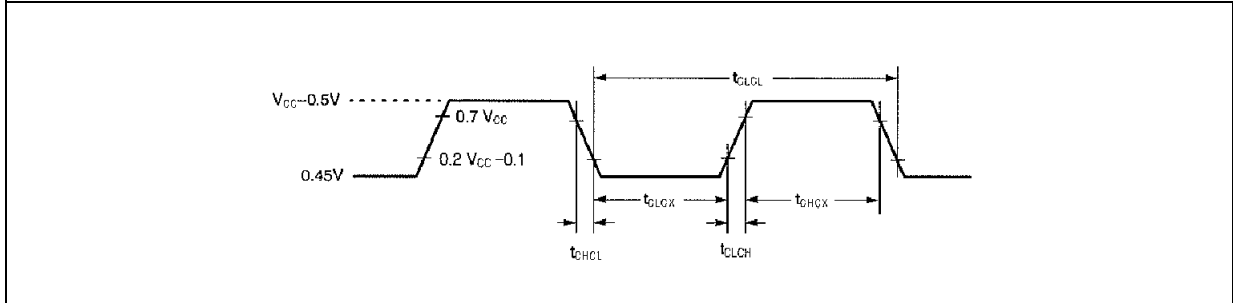 tCLCL
VCC–0.5V
0.7 VCC
0.2 VCC –0.1
0.45V
tCLCX
tCHCX
tCHCL
tCLCH